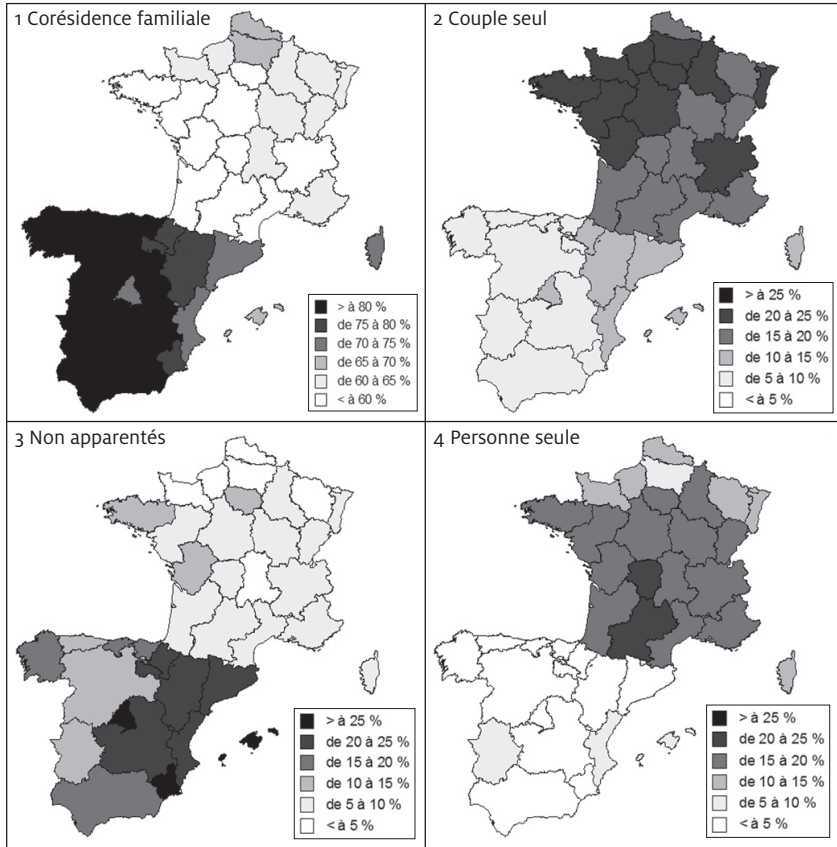 1 Corésidence familiale
> à 80 %
de 75 à 80 %
de 70 à 75 %
de 65 à 70 %
de 60 à 65 %
< à 60 %
2 Couple seul
> à 25 %
de 20 à 25 %
de 15 à 20 %
de 10 à 15 %
de 5 à 10 %
< à 5 %
3 Non apparentés
> à 25 %
de 20 à 25 %
de 15 à 20 %
de 10 à 15 %
de 5 à 10 %
< à 5 %
4 Personne seule
> à 25 %
de 20 à 25 %
de 15 à 20 %
de 10 à 15 %
de 5 à 10 %
< à 5 %